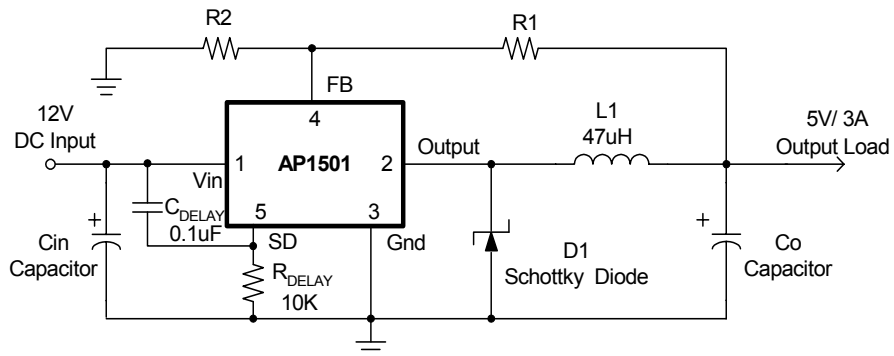 R2
R1
FB
4
12V
DC Input
L1
47uH
5V/ 3A
Output Load
Vin
1
AP1501
2
Output
5
3
C_DELAY
0.1uF
SD
Gnd
+
Cin
Capacitor
R_DELAY
10K
D1
Schottky Diode
+
Co
Capacitor